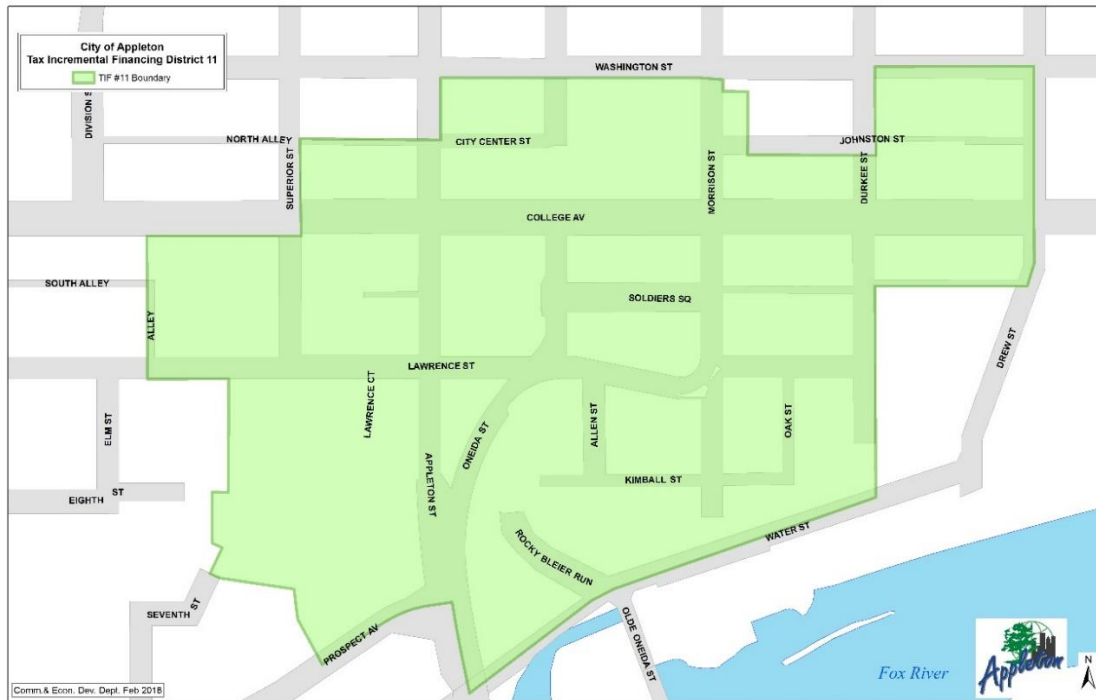 City of Appleton
Tax Incremental Financing District 11
TIF #11 Boundary
WASHINGTON ST
DIVISION S
NORTH ALLEY
CITY CENTER ST
JOHNSTON ST
SUPERIOR ST
MORRISON ST
DURKEE ST
COLLEGE AV
SOUTH ALLEY
SOLDIERS SQ
ALLEY
LAWRENCE ST
DREW ST
LAWRENCE CT
ELM ST
ONEIDA ST
ALLEN ST
OAK ST
APPLETON ST
KIMBALL ST
EIGHTH ST
WATER ST
ROCKY BLEIER RUN
SEVENTH ST
OLDE ONEIDA ST
PROSPECT AV
Fox River
Appleton
N
Comm.& Econ. Dev. Dept. Feb 2018